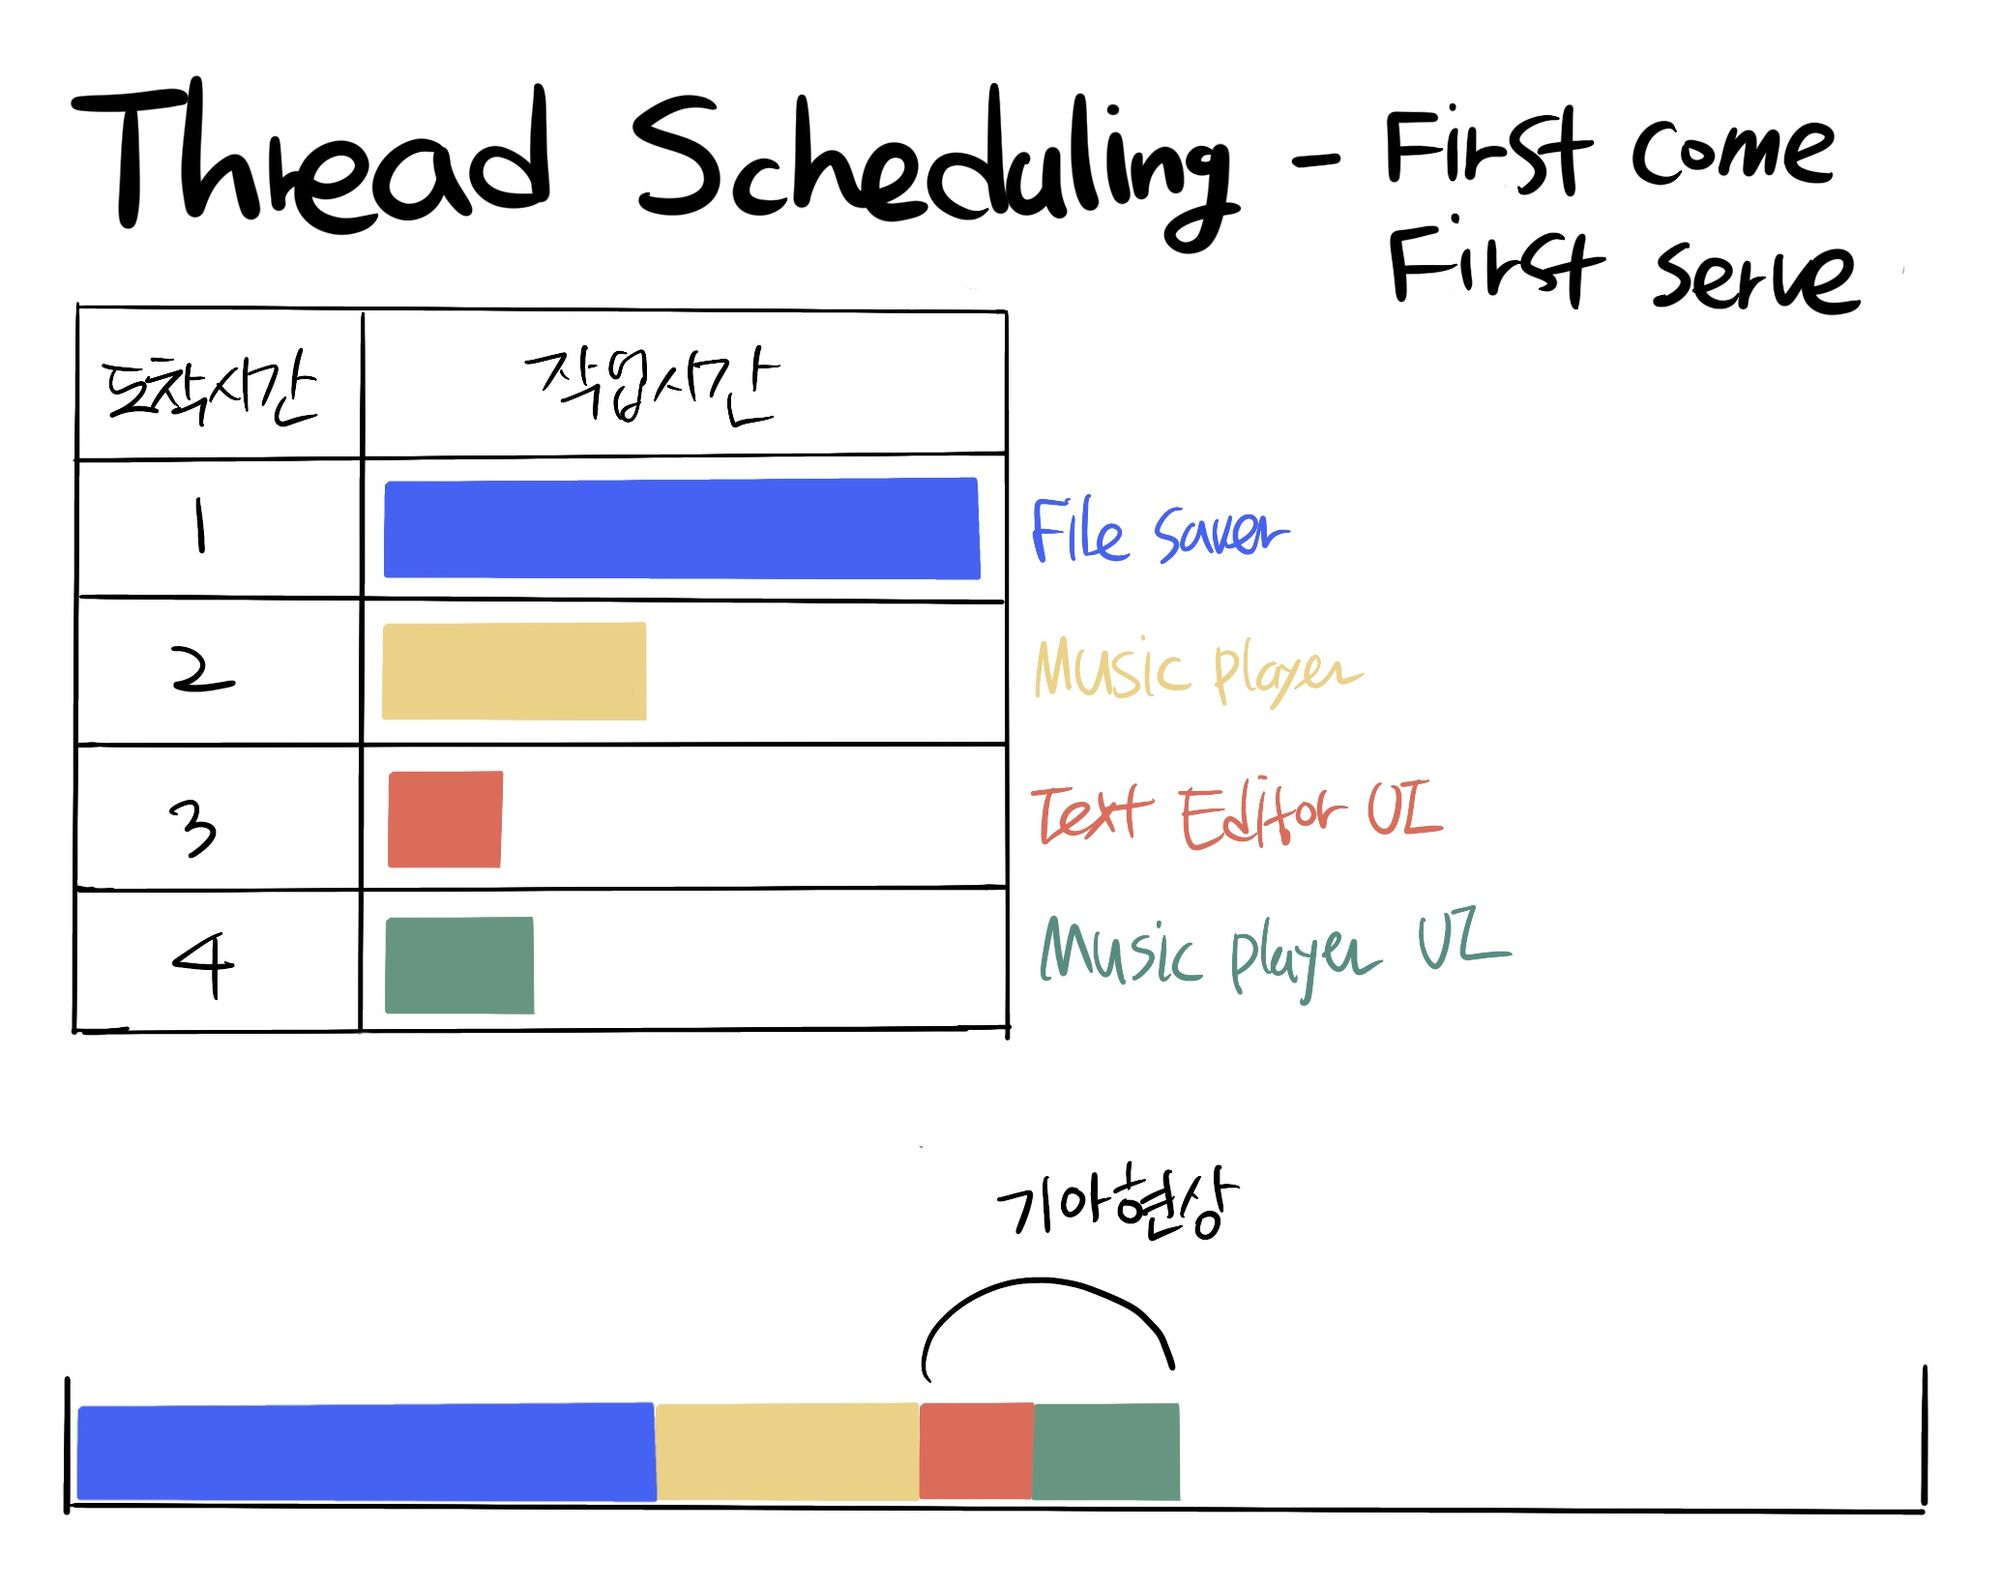 Thread Scheduling - First come
First serve
도착시간 작업시간
1 File saver
2 Music player
3 Text Editor UI
4 Music player UI
기아현상